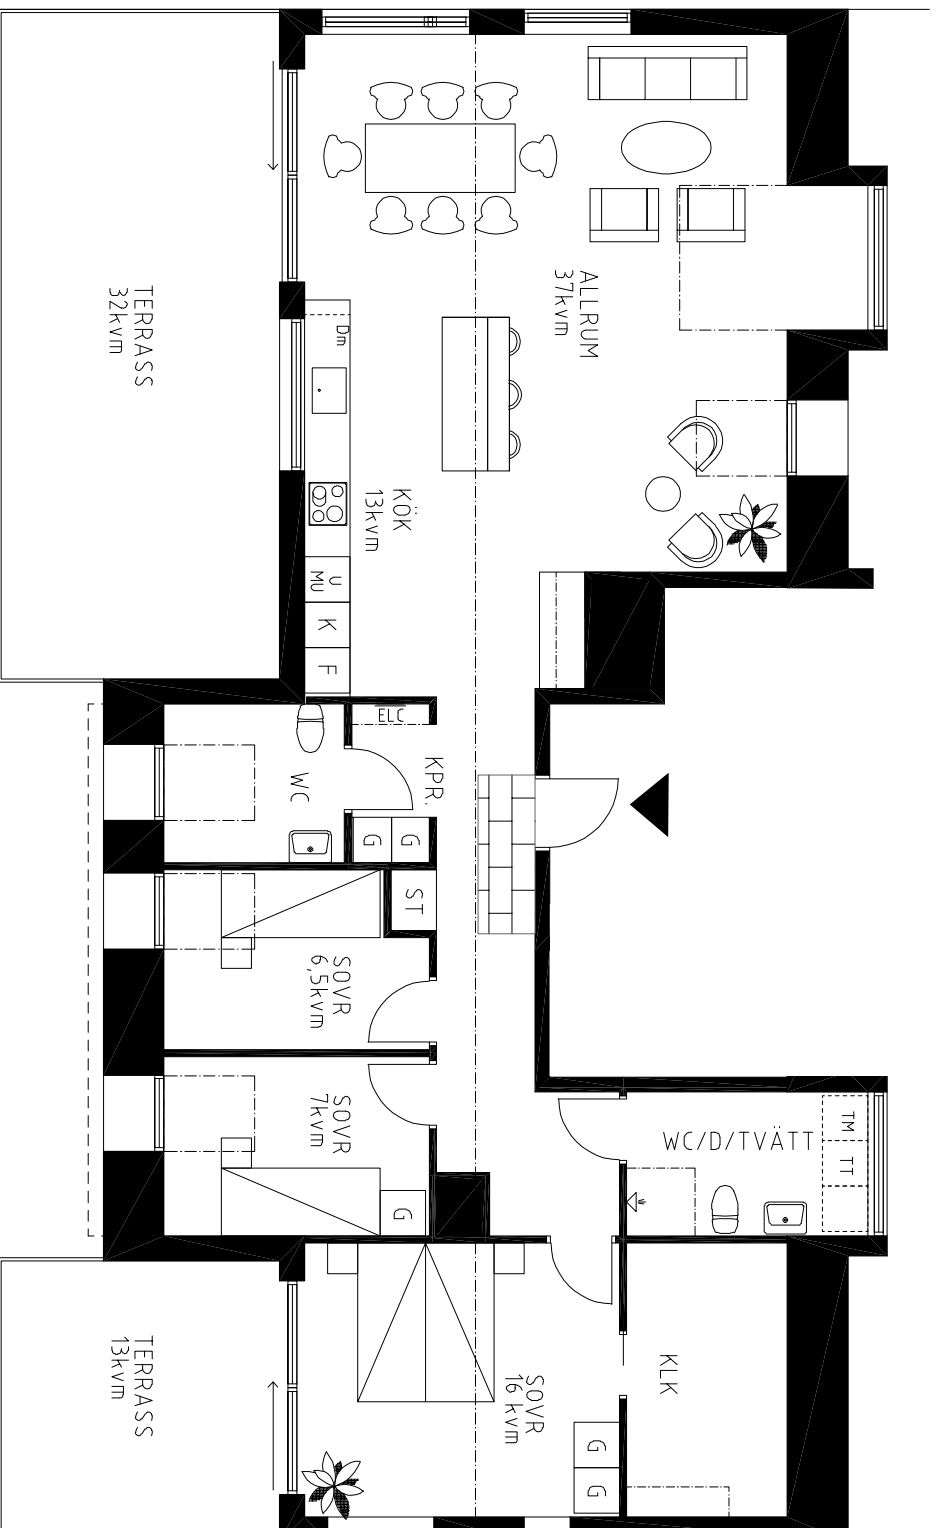 ALLRUM
37kvm
TERRASS
32kvm
Dm
KÖK
13kvm
U
MU
K
F
ELC
KPR.
WC
G
G
ST
SOVR
6,5kvm
SOVR
7kvm
G
WC/D/TVÄTT
TM
TT
KLK
SOVR
16 kvm
G
G
TERRASS
13kvm